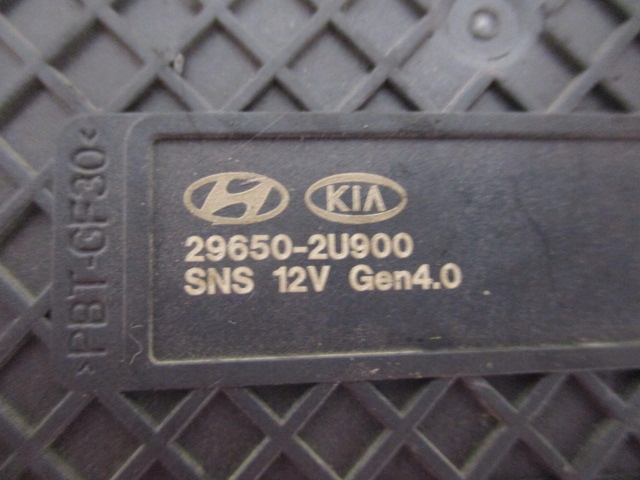 >PBT-GF30<
KIA
29650-2U900
SNS 12V Gen4.0